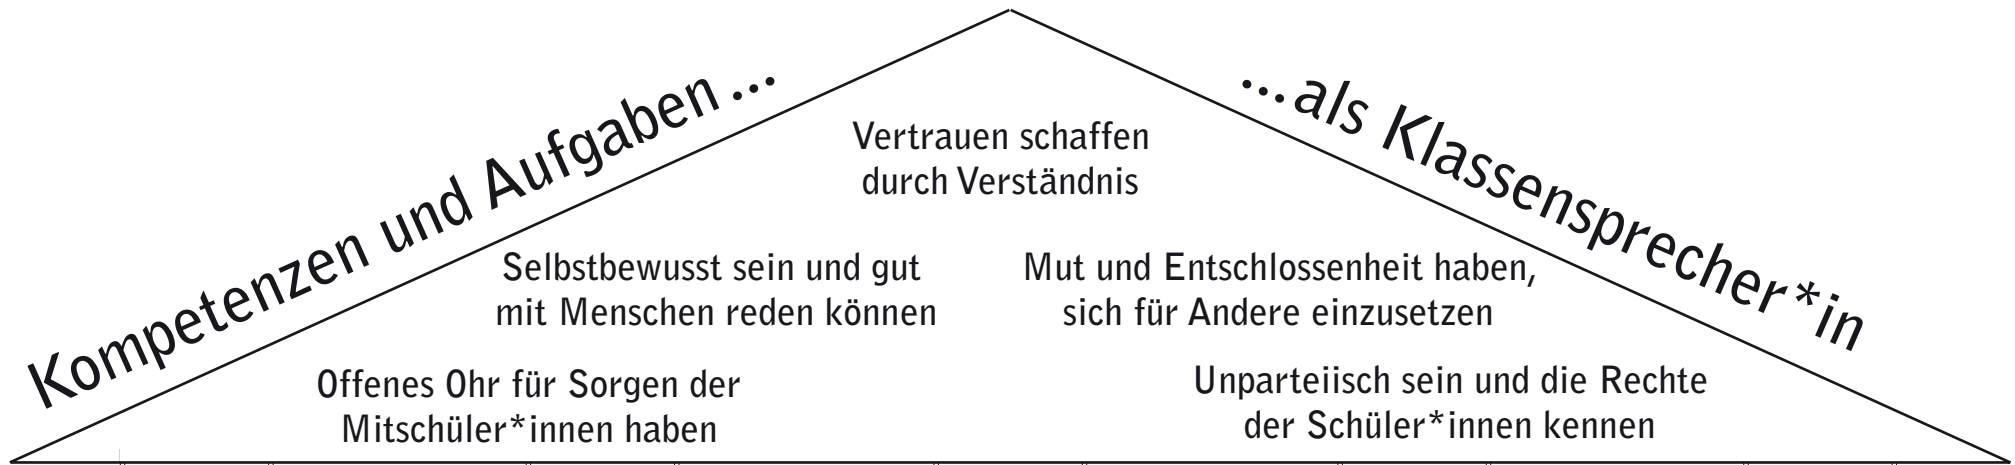 Kompetenzen und Aufgaben...
...als Klassensprecher*in
Vertrauen schaffen
durch Verständnis
Selbstbewusst sein und gut
mit Menschen reden können
Mut und Entschlossenheit haben,
sich für Andere einzusetzen
Offenes Ohr für Sorgen der
Mitschüler*innen haben
Unparteiisch sein und die Rechte
der Schüler*innen kennen